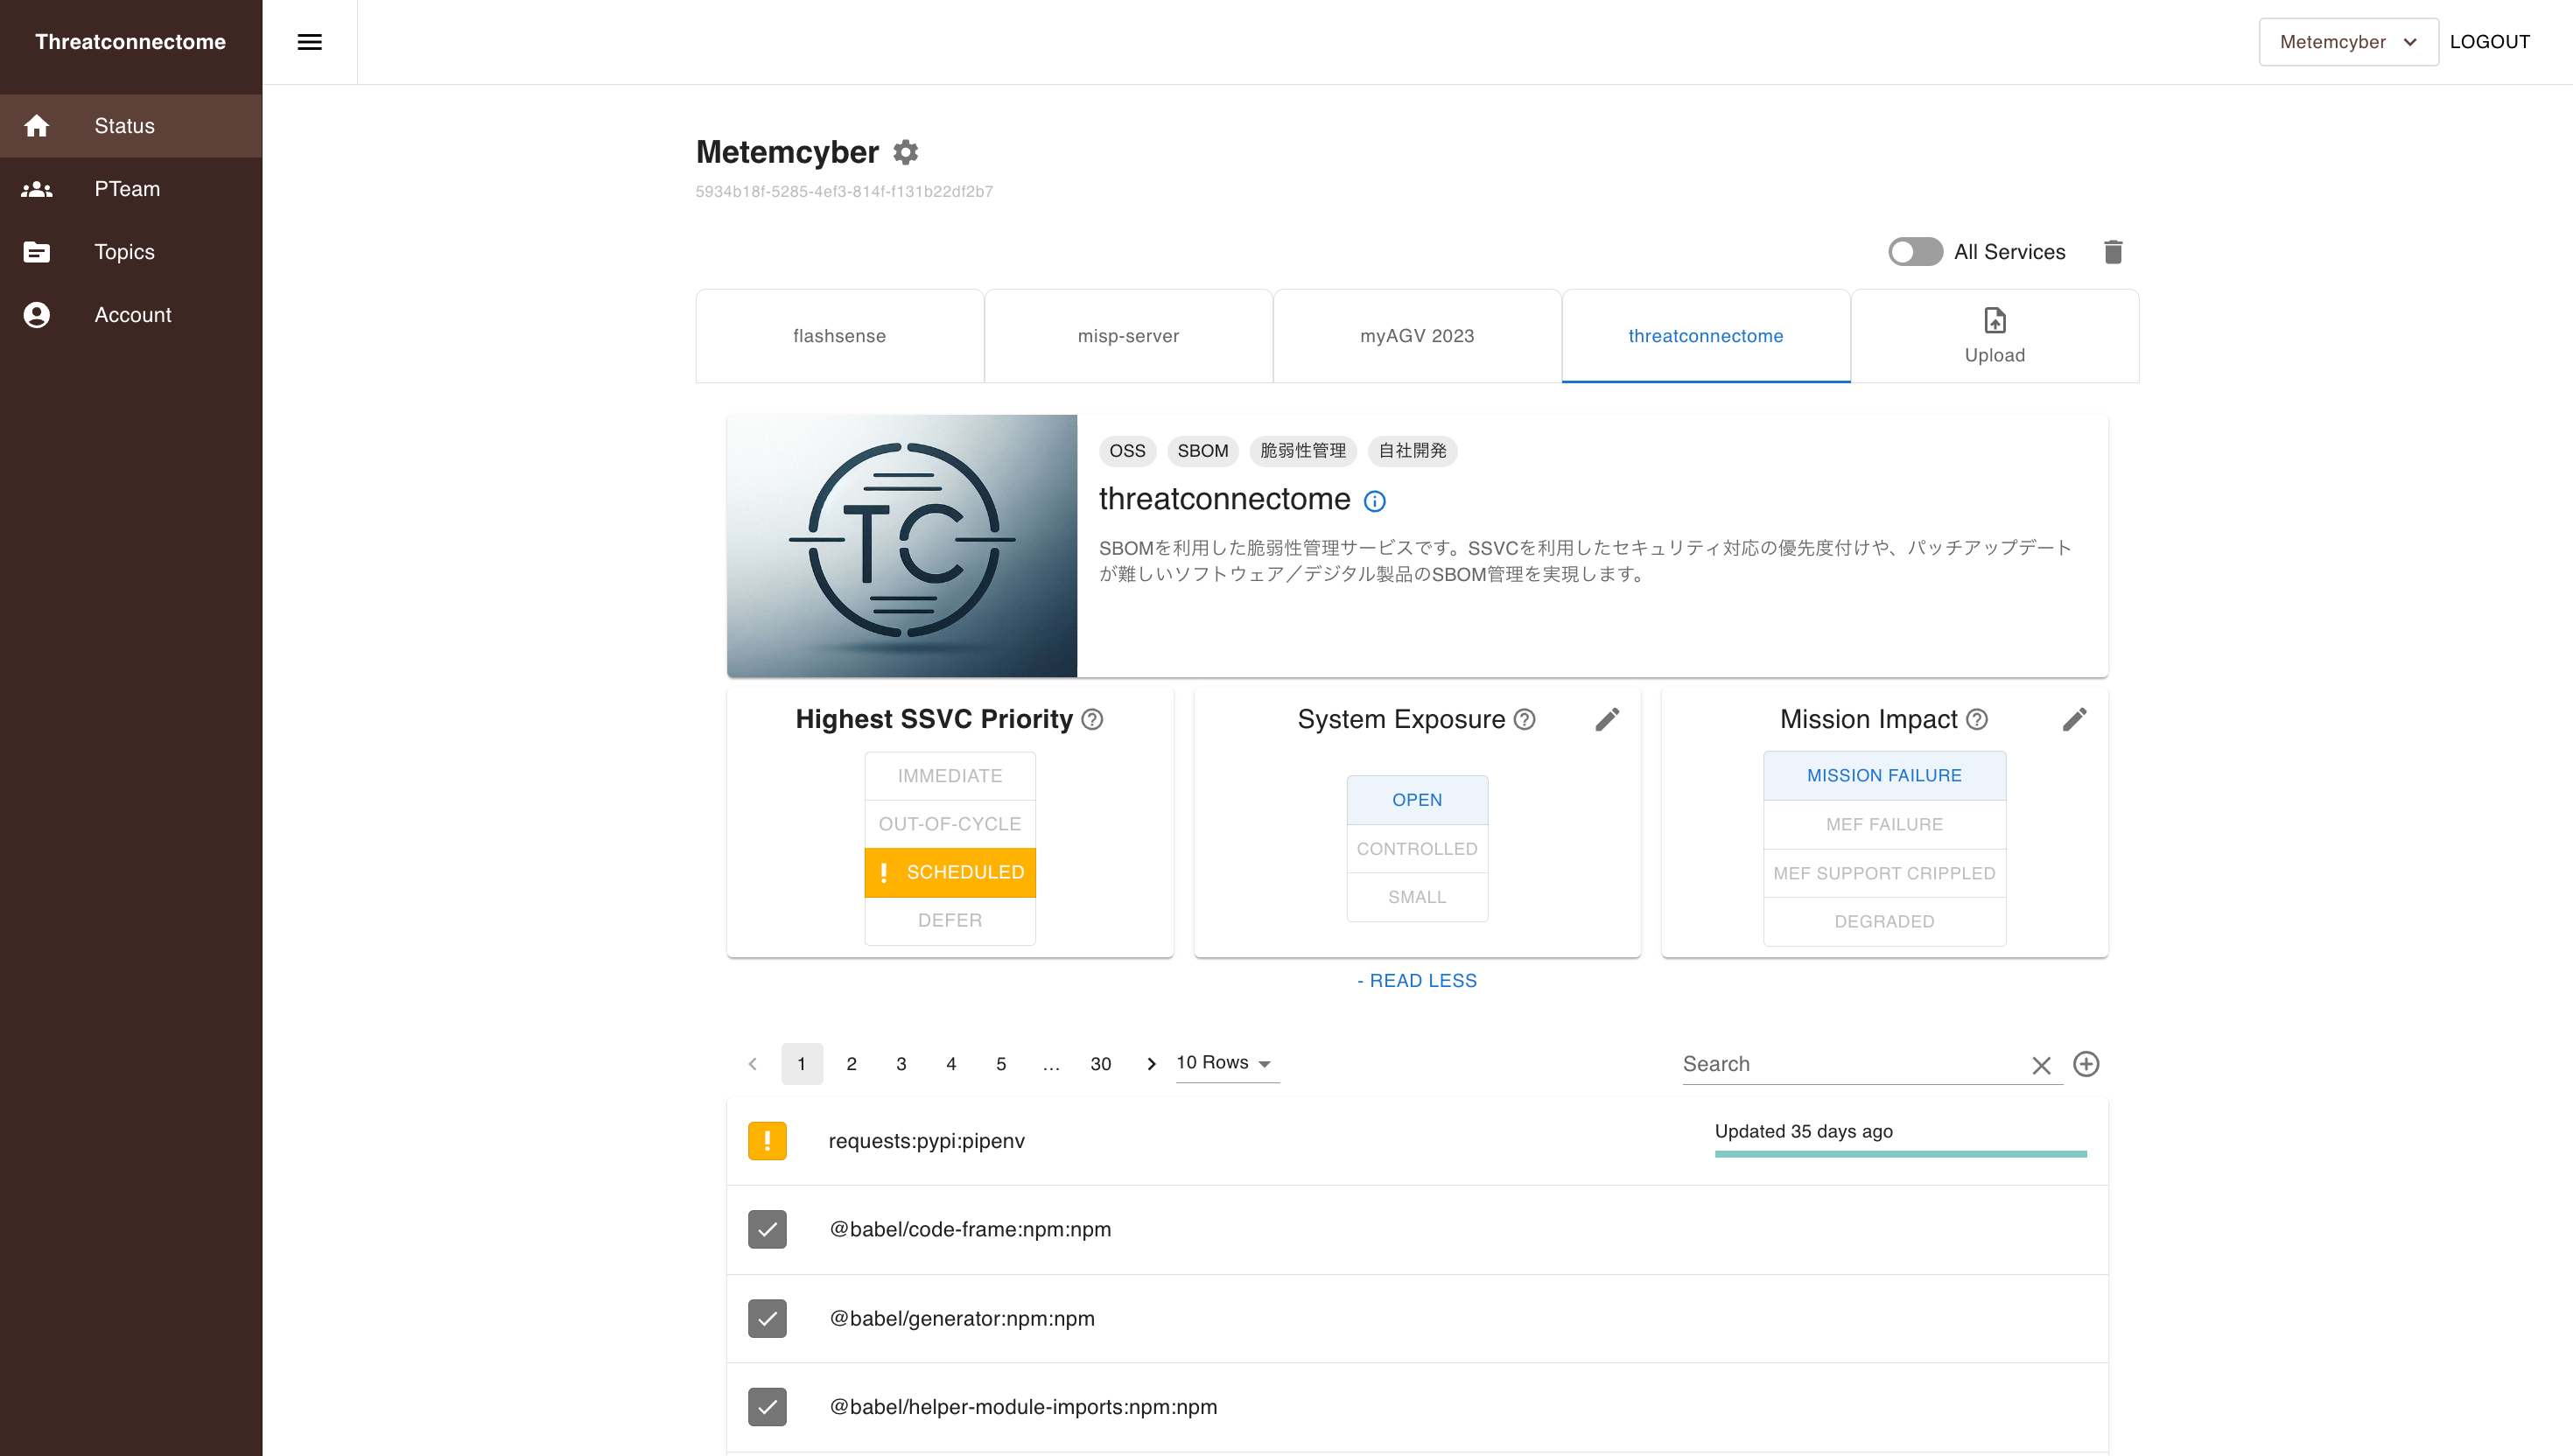 Threatconnectome
Metemcyber
LOGOUT
Status
PTeam
Topics
Account
Metemcyber
5934b18f-5285-4ef3-814f-f131b22df2b7
All Services
flashsense
misp-server
myAGV 2023
threatconnectome
Upload
TC
OSS
SBOM
脆弱性管理
自社開発
threatconnectome
SBOMを利用した脆弱性管理サービスです。SSVCを利用したセキュリティ対応の優先度付けや、パッチアップデート
が難しいソフトウェア／デジタル製品のSBOM管理を実現します。
Highest SSVC Priority
IMMEDIATE
OUT-OF-CYCLE
SCHEDULED
DEFER
System Exposure
OPEN
CONTROLLED
SMALL
Mission Impact
MISSION FAILURE
MEF FAILURE
MEF SUPPORT CRIPPLED
DEGRADED
- READ LESS
1 2 3 4 5 … 30
10 Rows
Search
requests:pypi:pipenv
Updated 35 days ago
@babel/code-frame:npm:npm
@babel/generator:npm:npm
@babel/helper-module-imports:npm:npm